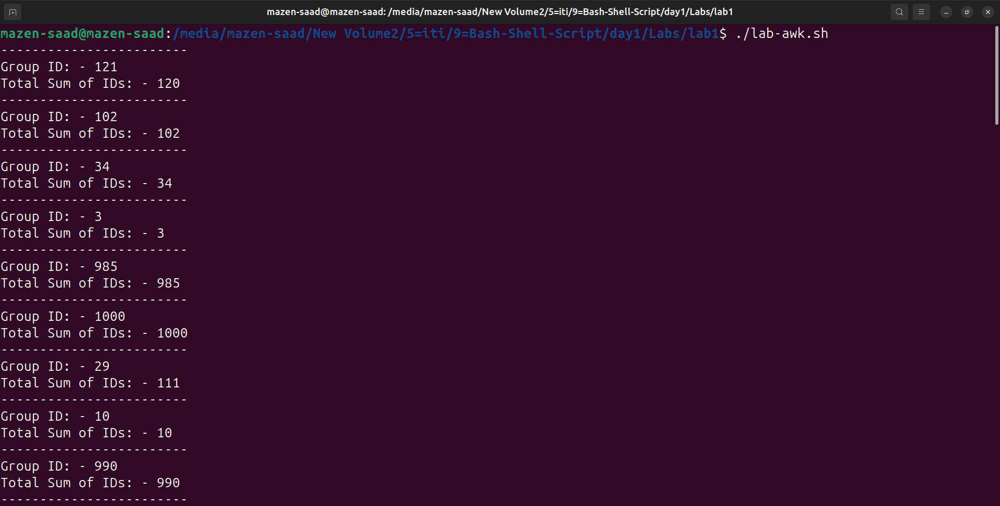 mazen-saad@mazen-saad: /media/mazen-saad/New Volume2/5=iti/9=Bash-Shell-Script/day1/Labs/lab1
mazen-saad@mazen-saad:/media/mazen-saad/New Volume2/5=iti/9=Bash-Shell-Script/day1/Labs/lab1$ ./lab-awk.sh
------------------------
Group ID: - 121
Total Sum of IDs: - 120
------------------------
Group ID: - 102
Total Sum of IDs: - 102
------------------------
Group ID: - 34
Total Sum of IDs: - 34
------------------------
Group ID: - 3
Total Sum of IDs: - 3
------------------------
Group ID: - 985
Total Sum of IDs: - 985
------------------------
Group ID: - 1000
Total Sum of IDs: - 1000
------------------------
Group ID: - 29
Total Sum of IDs: - 111
------------------------
Group ID: - 10
Total Sum of IDs: - 10
------------------------
Group ID: - 990
Total Sum of IDs: - 990
------------------------